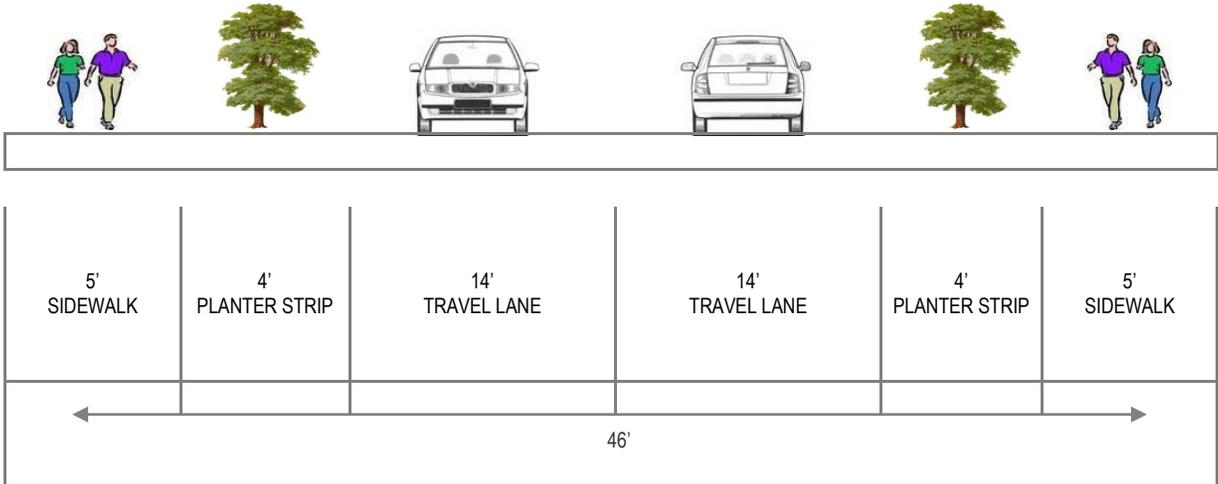 5’
SIDEWALK
4’
PLANTER STRIP
14’
TRAVEL LANE
14’
TRAVEL LANE
4’
PLANTER STRIP
5’
SIDEWALK
46’